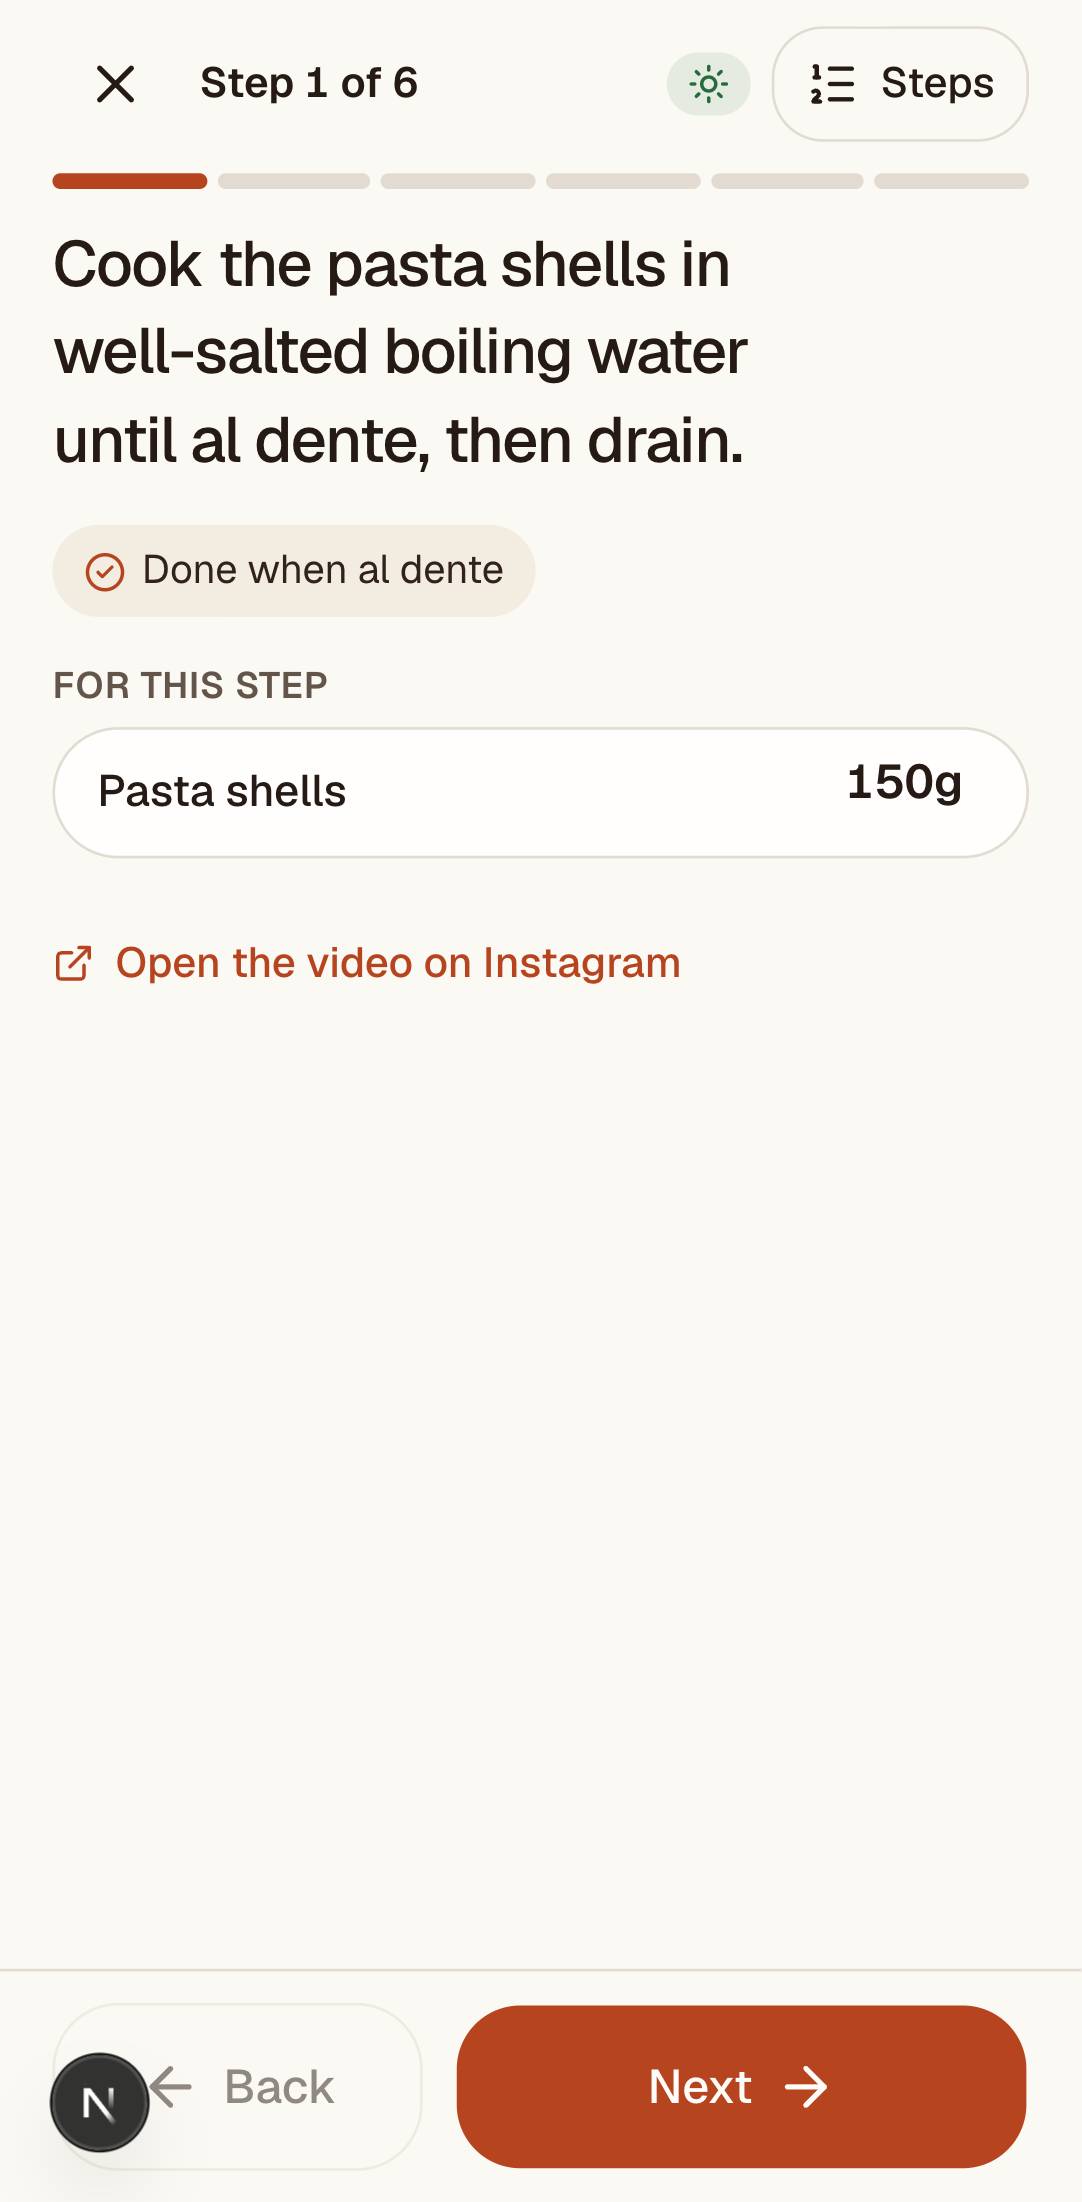 Step 1 of 6
Steps
Cook the pasta shells in
well-salted boiling water
until al dente, then drain.
Done when al dente
FOR THIS STEP
Pasta shells 150g
Open the video on Instagram
N
Back
Next